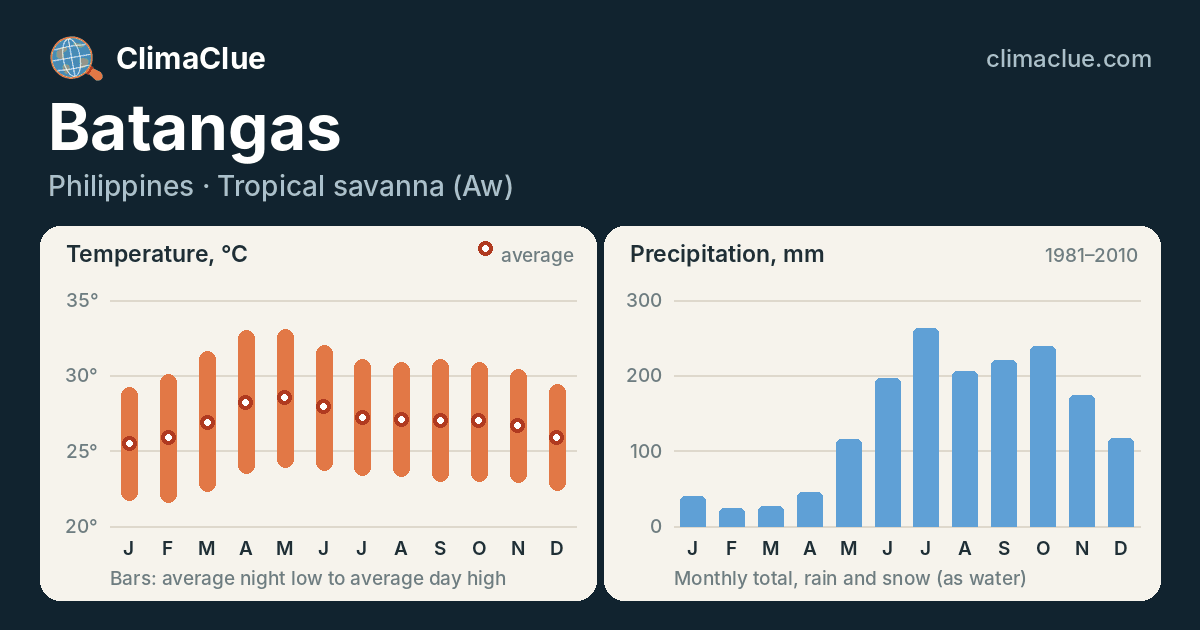 ClimaClue
climaclue.com
Batangas
Philippines · Tropical savanna (Aw)
Temperature, °C
average
35°
30°
25°
20°
J F M A M J J A S O N D
Bars: average night low to average day high
Precipitation, mm
1981–2010
300
200
100
0
J F M A M J J A S O N D
Monthly total, rain and snow (as water)